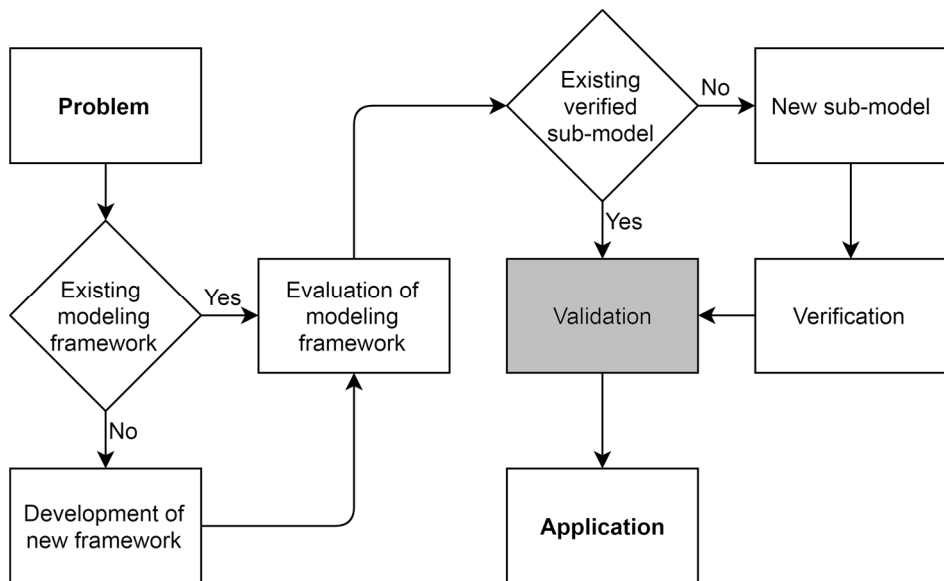 Problem
Existing
modeling
framework
Yes
No
Development of
new framework
Evaluation of
modeling
framework
Existing
verified
sub-model
No
Yes
New sub-model
Verification
Validation
Application